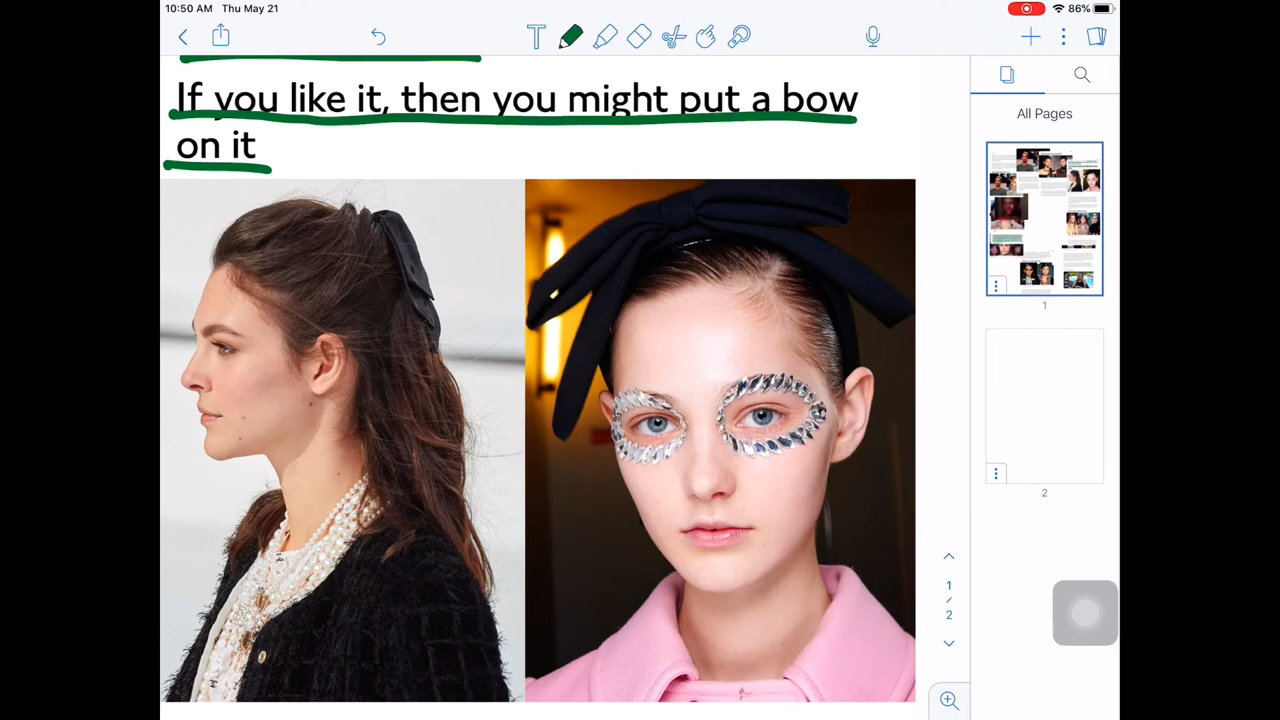 10:50 AM Thu May 21
86%
T
If you like it, then you might put a bow
on it
All Pages
1
2
1
/
2